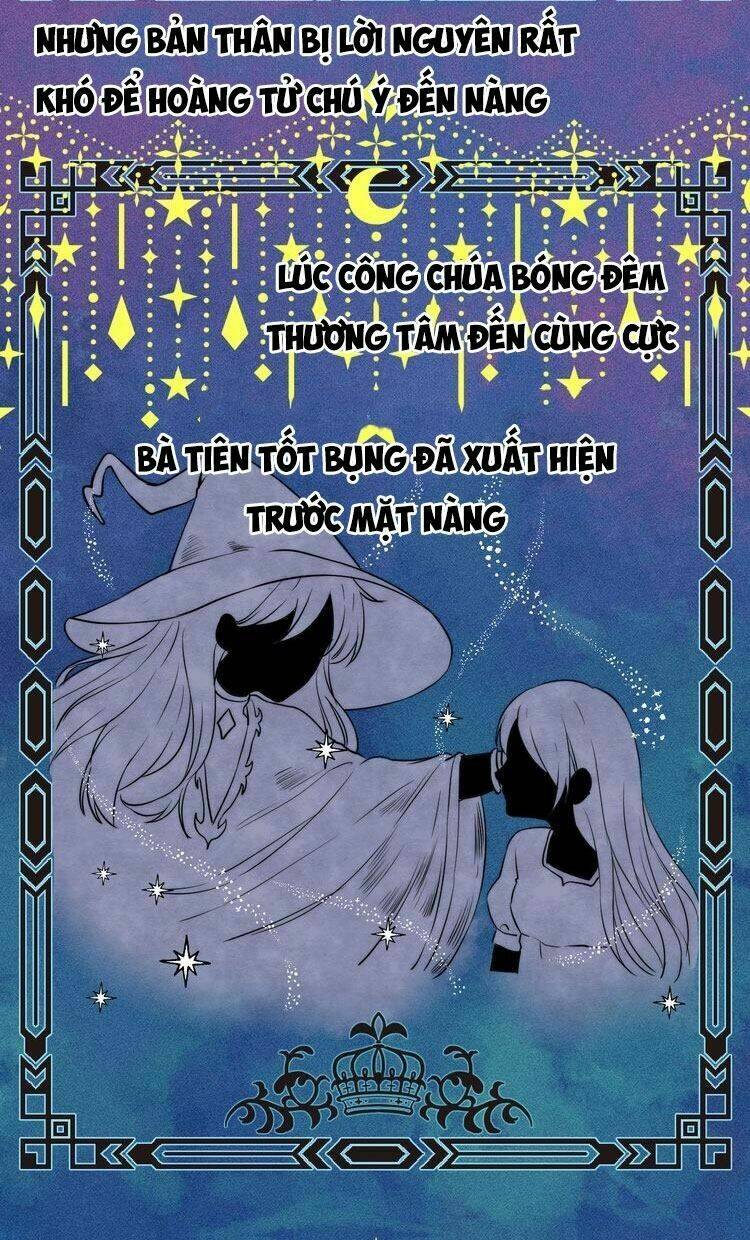 NHƯNG BẢN THÂN BỊ LỜI NGUYỀN RẤT
KHÓ ĐỂ HOÀNG TỬ CHÚ Ý ĐẾN NÀNG
LÚC CÔNG CHÚA BÓNG ĐÊM
THƯƠNG TÂM ĐẾN CÙNG CỰC
BÀ TIÊN TỐT BỤNG ĐÃ XUẤT HIỆN
TRƯỚC MẶT NÀNG